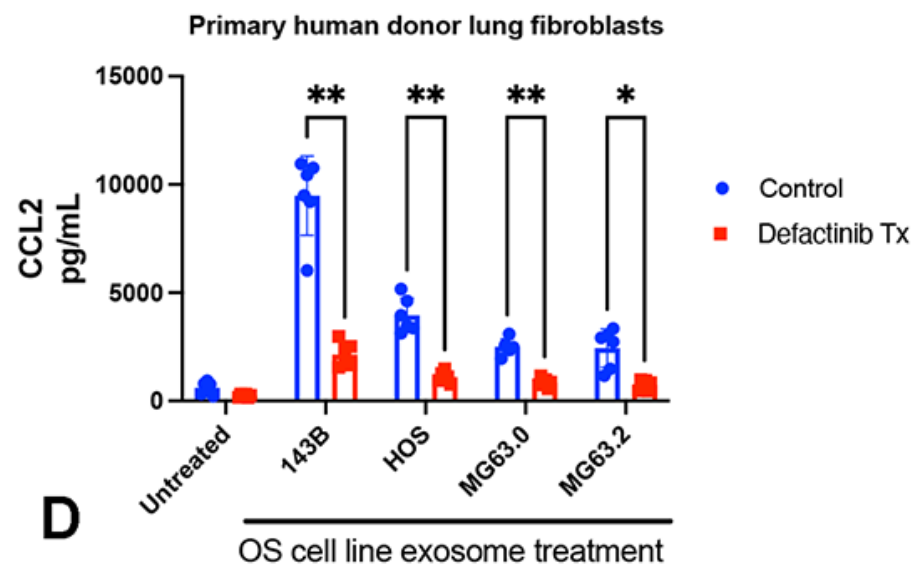 Primary human donor lung fibroblasts
CCL2
pg/mL
15000
10000
5000
0
** ** ** *
Control
Defactinib Tx
Untreated
143B
HOS
MG63.0
MG63.2
D
OS cell line exosome treatment